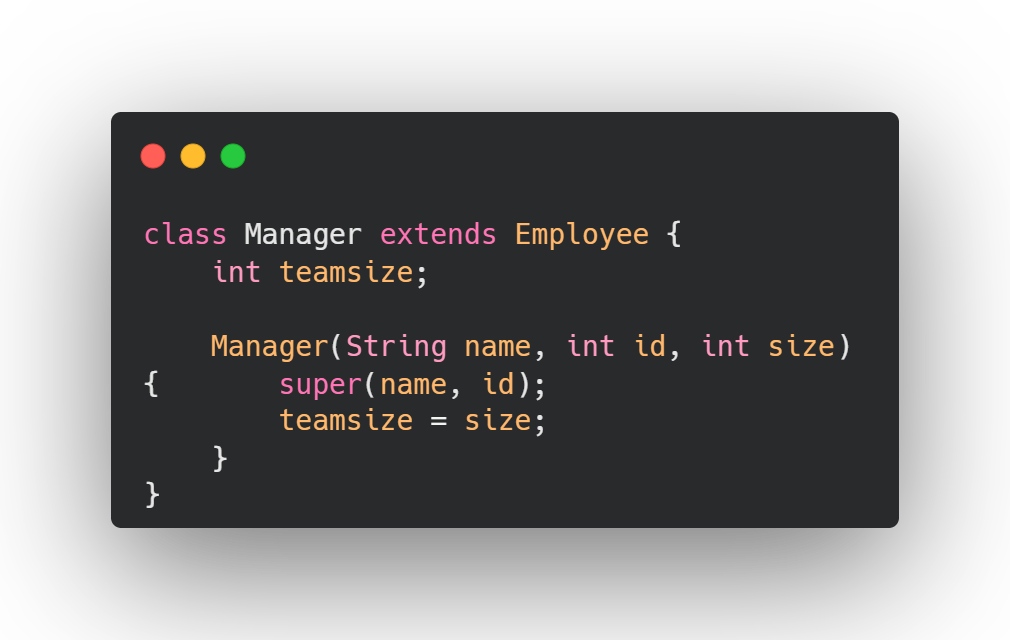 class Manager extends Employee {
    int teamsize;

    Manager(String name, int id, int size)
{       super(name, id);
        teamsize = size;
    }
}